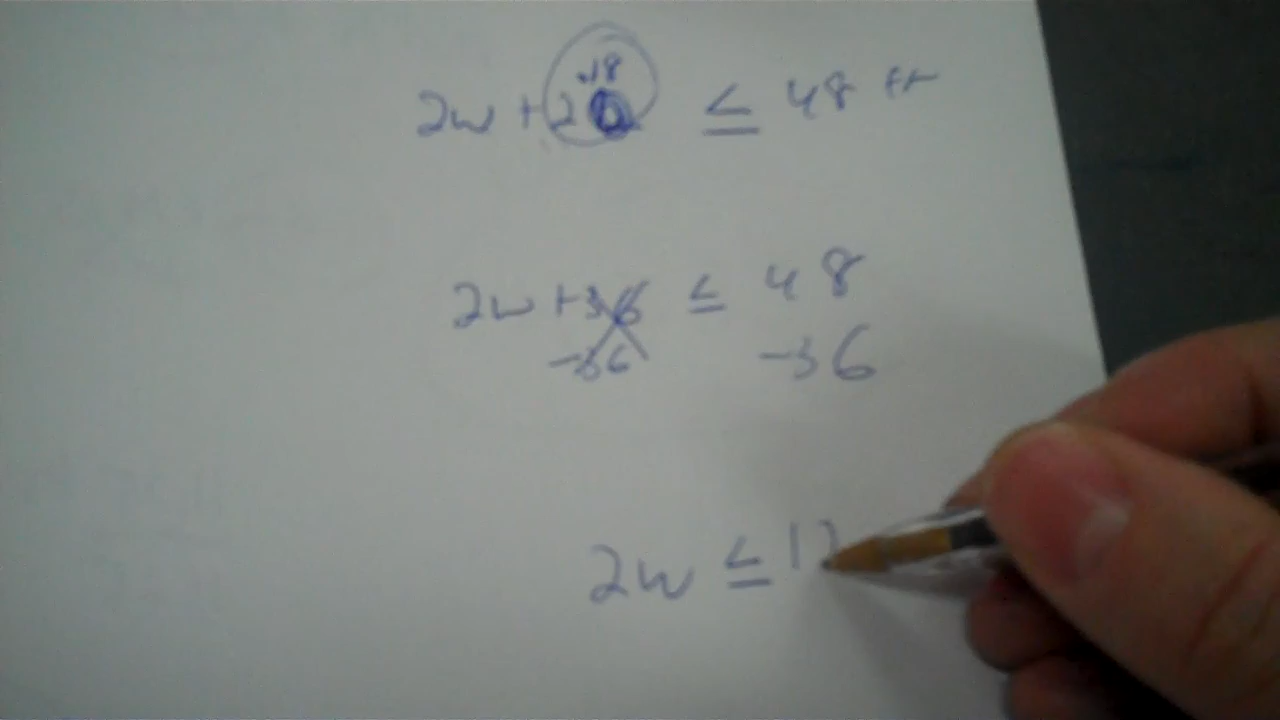 2w + 2 .18 ≤ 48 ft
2w + 36 ≤ 48
-36 -36
2w ≤ 12